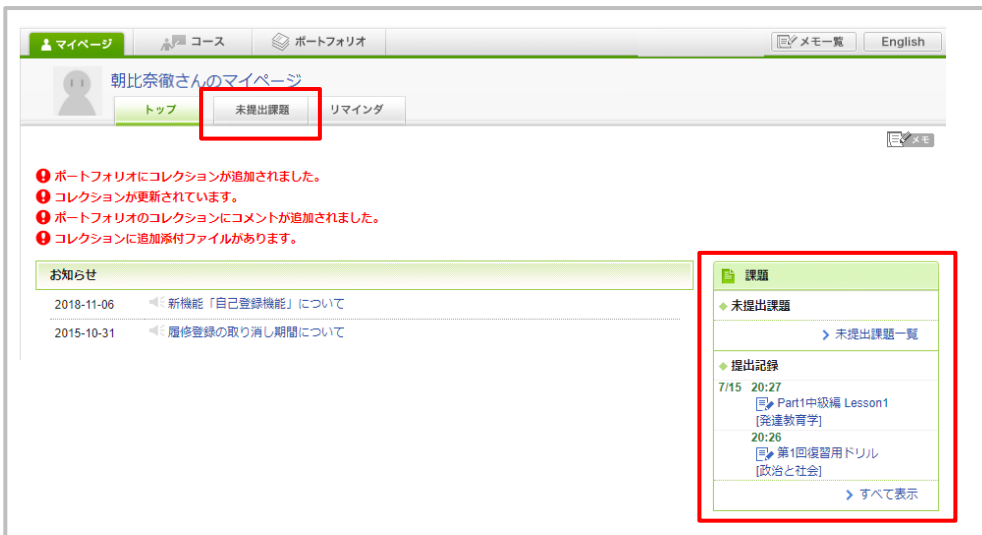 マイページ コース ポートフォリオ メモ一覧 English
朝比奈徹さんのマイページ
トップ 未提出課題 リマインダ
メモ
ポートフォリオにコレクションが追加されました。
コレクションが更新されています。
ポートフォリオのコレクションにコメントが追加されました。
コレクションに追加添付ファイルがあります。
お知らせ
2018-11-06 新機能「自己登録機能」について
2015-10-31 履修登録の取り消し期間について
課題
未提出課題
未提出課題一覧
提出記録
7/15 20:27
Part1中級編 Lesson1
[発達教育学]
20:26
第1回復習用ドリル
[政治と社会]
すべて表示